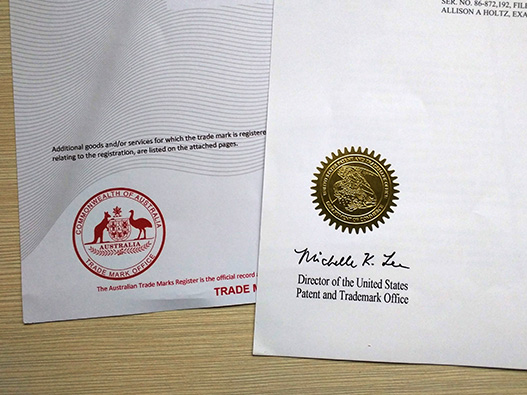 SER. NO. 86-872,192, FIL
ALLISON A HOLTZ, EXA
Additional goods and/or services for which the trade mark is registere
relating to the registration, are listed on the attached pages.
COMMONWEALTH OF AUSTRALIA
AUSTRALIA
TRADE MARK OFFICE
The Australian Trade Marks Register is the official record a
TRADE M
Michelle K. Lee
Director of the United States
Patent and Trademark Office